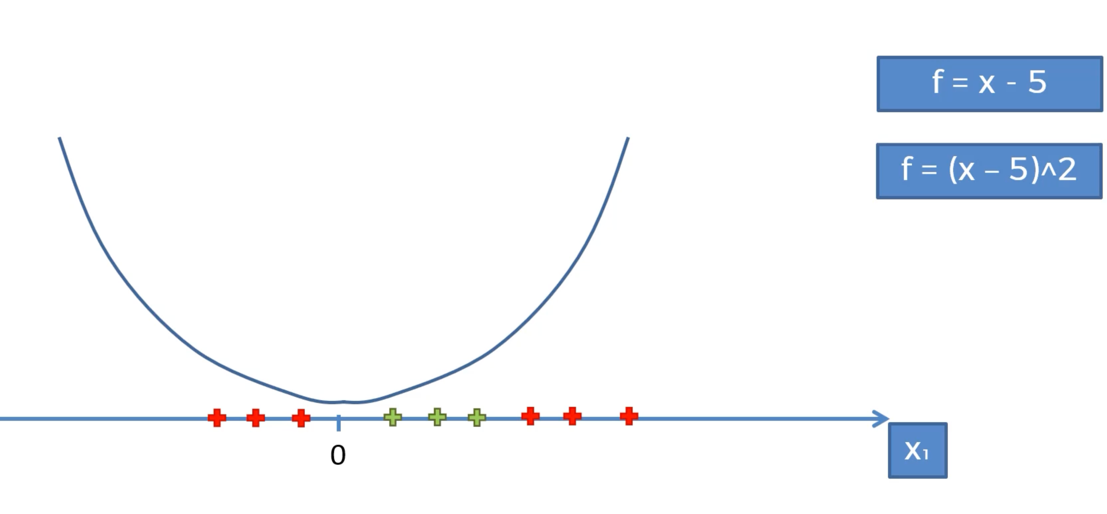 f = x - 5
f = (x – 5)^2
0
x₁